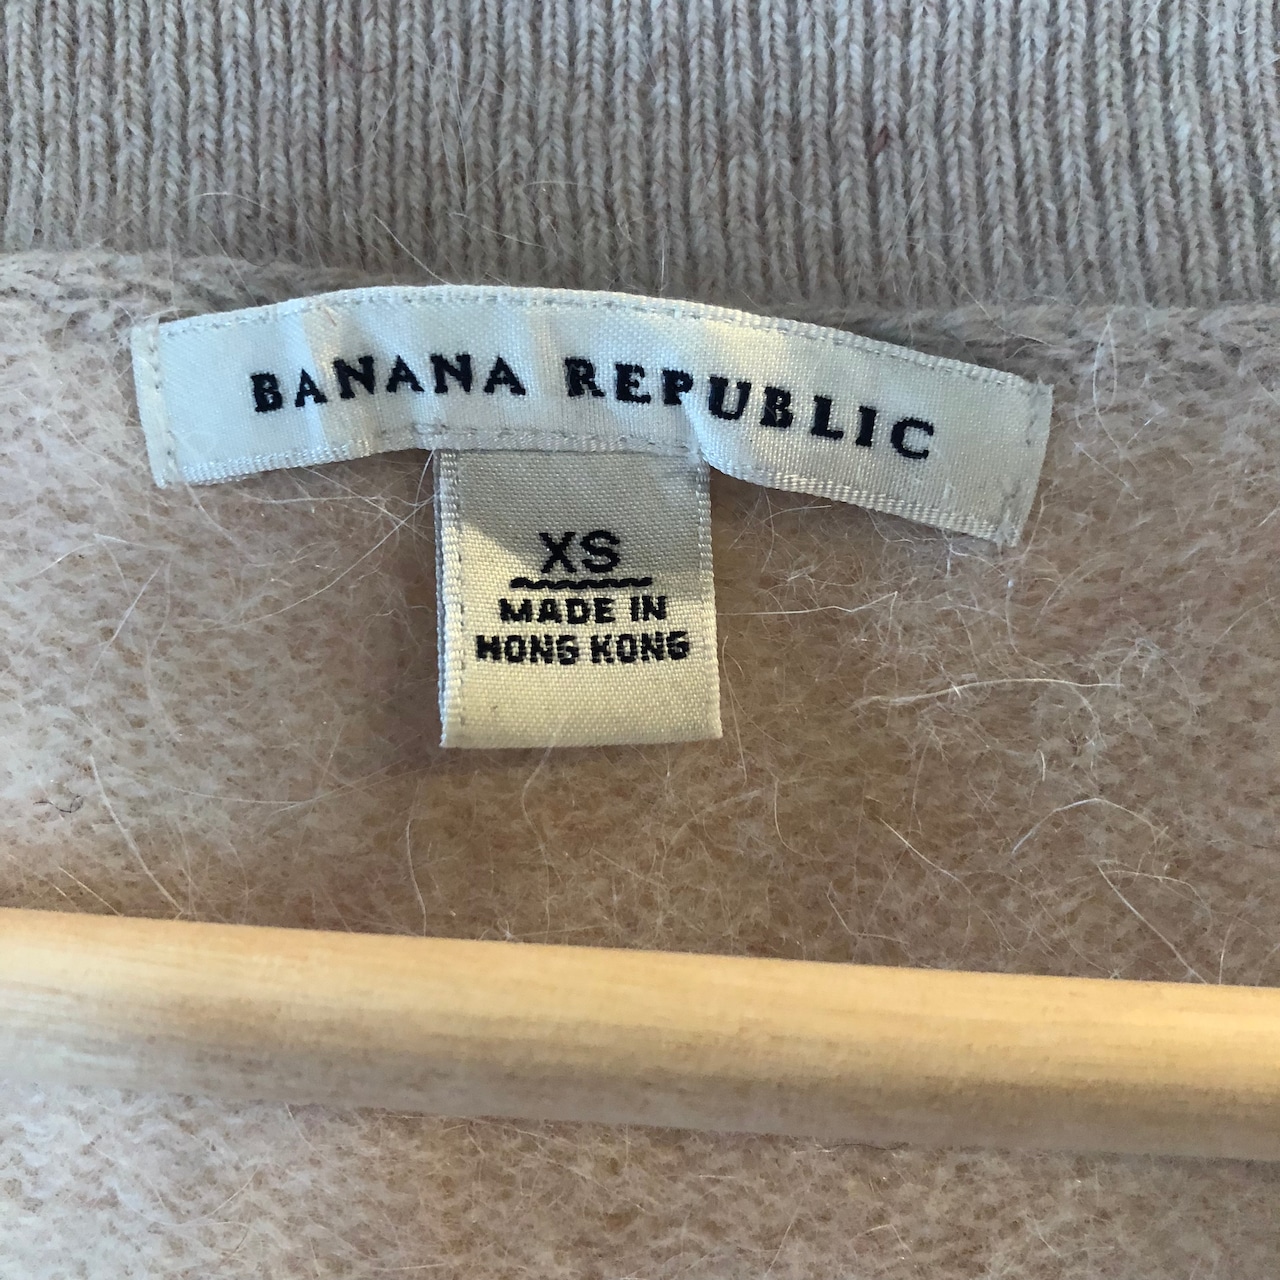 BANANA REPUBLIC
XS
MADE IN
HONG KONG